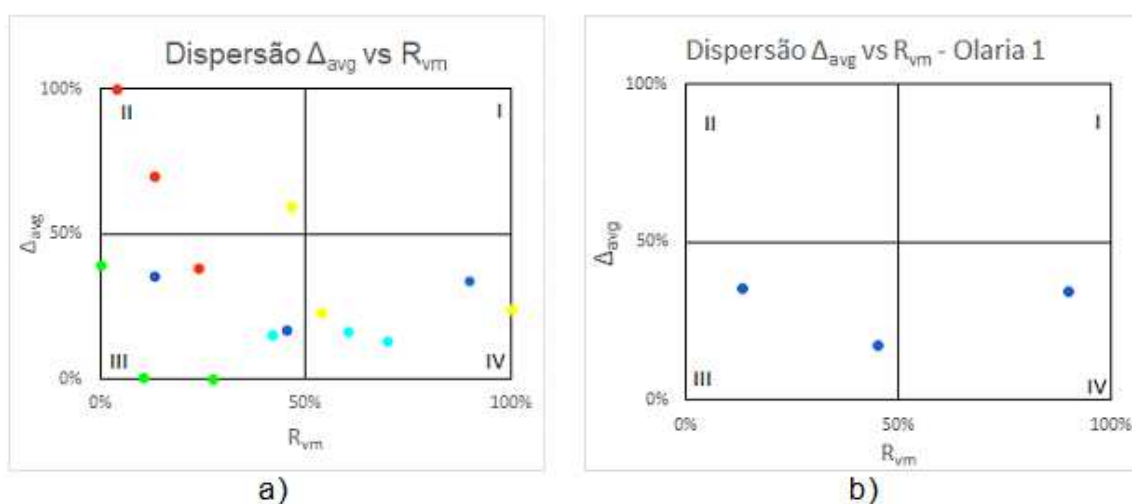 Dispersão Δavg vs Rvm
100%
II
I
Δavg
50%
III
IV
0%
0%
50%
100%
Rvm
a)
Dispersão Δavg vs Rvm - Olaria 1
100%
II
I
Δavg
50%
III
IV
0%
0%
50%
100%
Rvm
b)